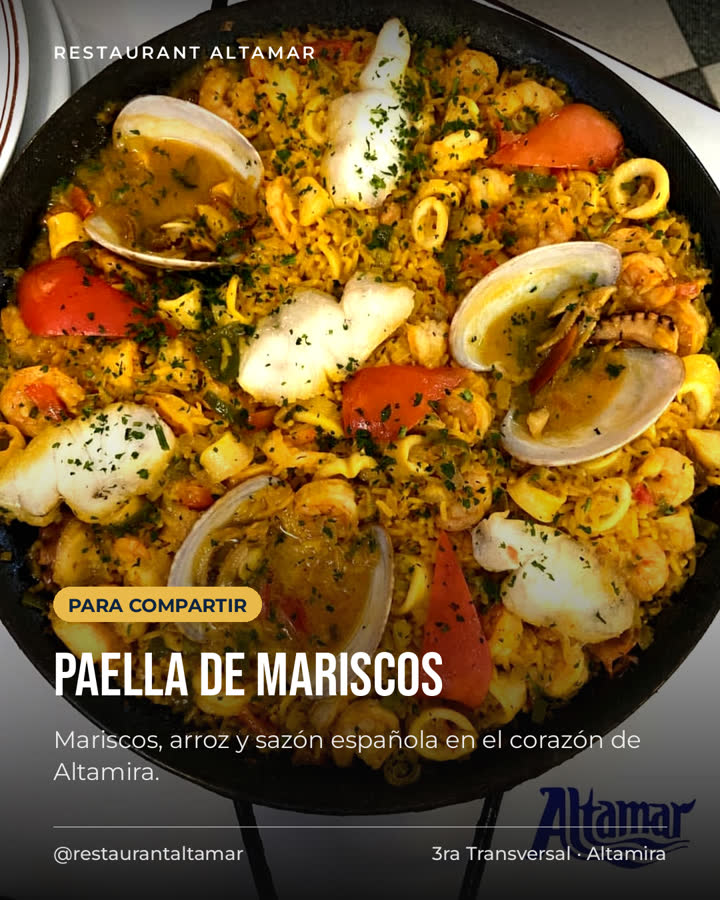 RESTAURANT ALTAMAR
PARA COMPARTIR
PAELLA DE MARISCOS
Mariscos, arroz y sazón española en el corazón de
Altamira.
Altamar
@restaurantaltamar
3ra Transversal · Altamira